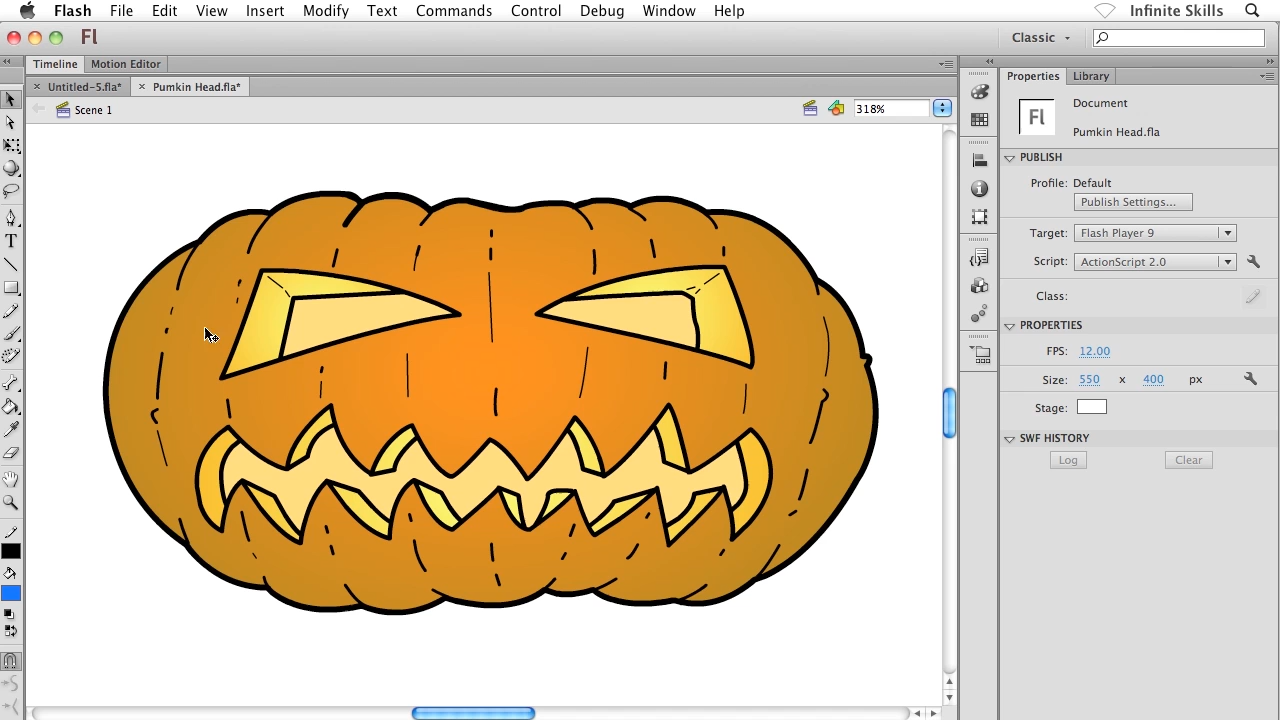 Flash File Edit View Insert Modify Text Commands Control Debug Window Help Infinite Skills
Fl Classic
Timeline Motion Editor
Untitled-5.fla* Pumkin Head.fla*
Scene 1 318%
Properties Library
Document
Fl
Pumkin Head.fla
PUBLISH
Profile: Default
Publish Settings...
Target: Flash Player 9
Script: ActionScript 2.0
Class:
PROPERTIES
FPS: 12.00
Size: 550 x 400 px
Stage:
SWF HISTORY
Log Clear